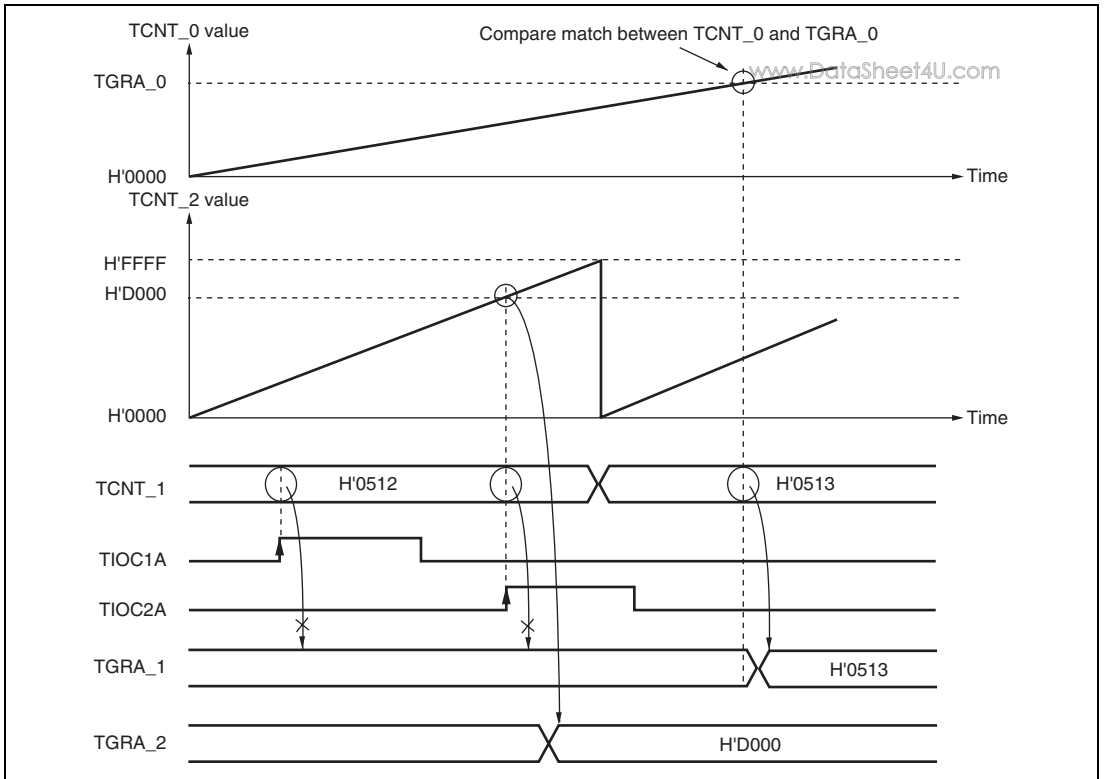 TCNT_0 value
Compare match between TCNT_0 and TGRA_0
www.DataSheet4U.com
TGRA_0
H'0000
Time
TCNT_2 value
H'FFFF
H'D000
H'0000
Time
TCNT_1
H'0512
H'0513
TIOC1A
TIOC2A
TGRA_1
H'0513
TGRA_2
H'D000